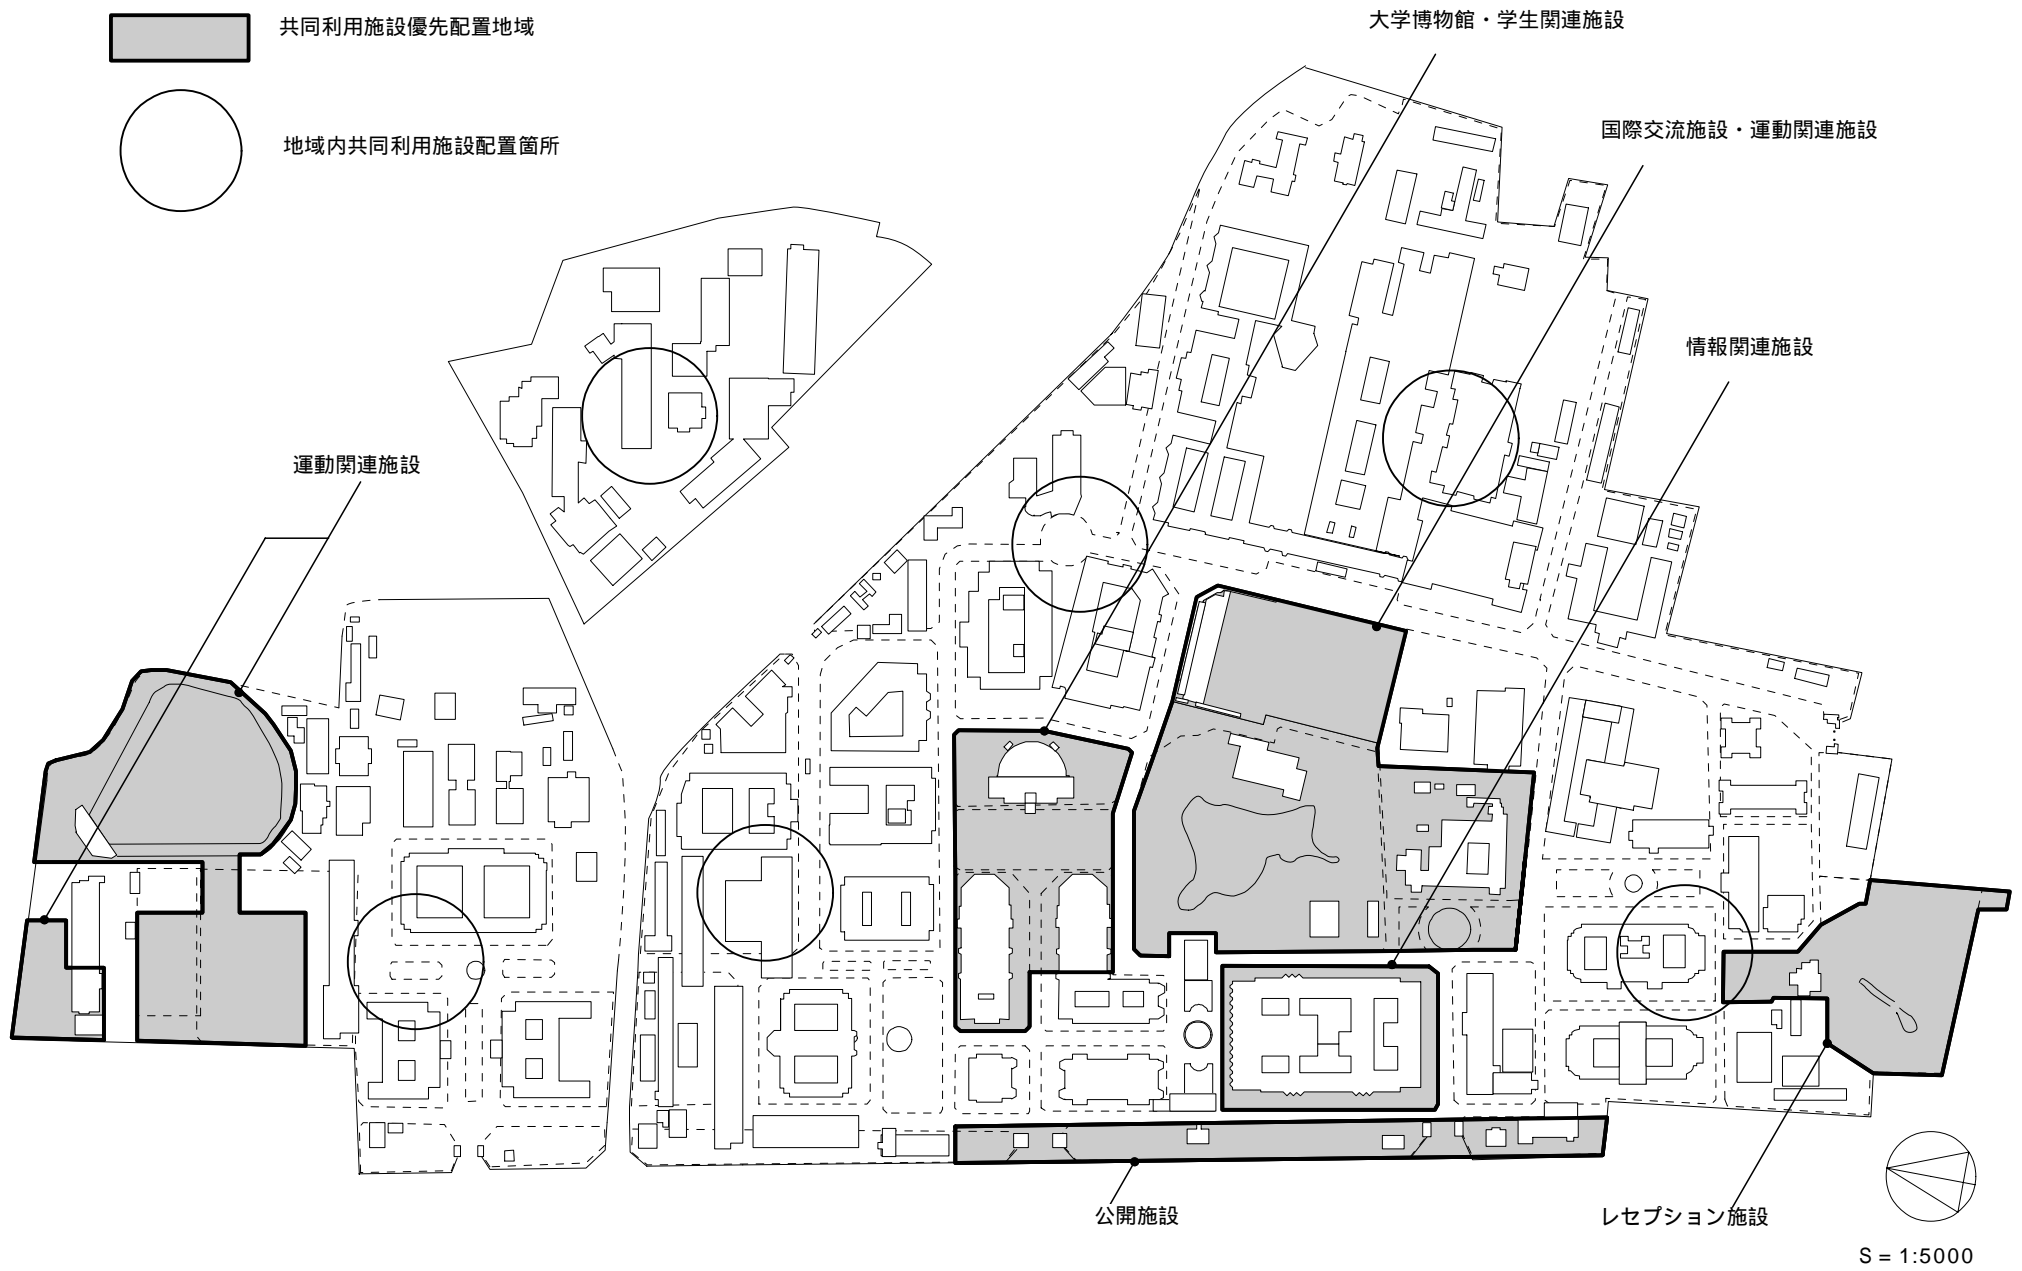 共同利用施設優先配置地域
地域内共同利用施設配置箇所
大学博物館・学生関連施設
国際交流施設・運動関連施設
情報関連施設
運動関連施設
公開施設
レセプション施設
S = 1:5000